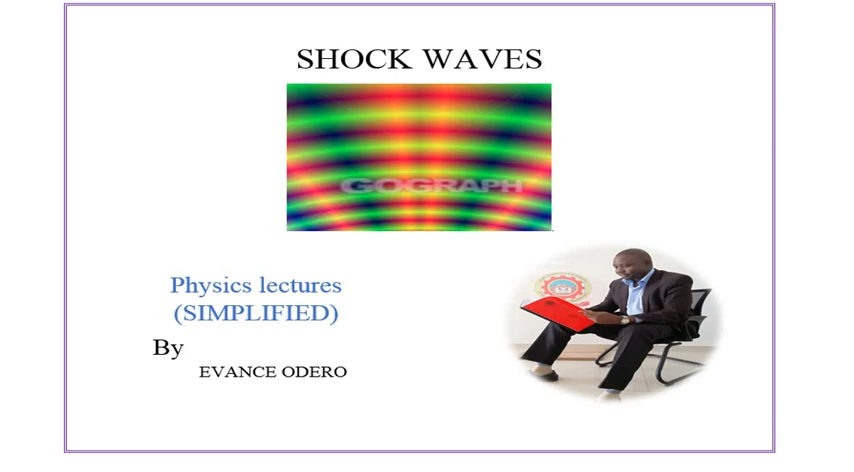 SHOCK WAVES
GOGRAPH
Physics lectures
(SIMPLIFIED)
By
EVANCE ODERO